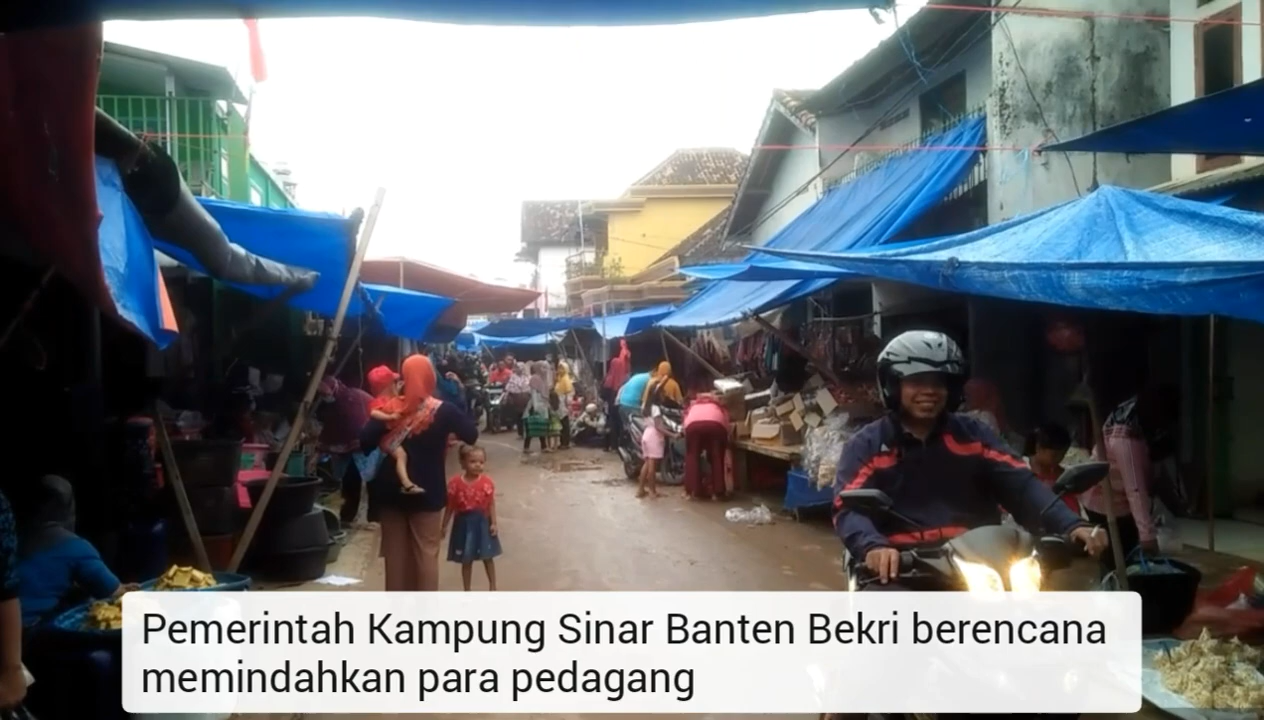 Pemerintah Kampung Sinar Banten Bekri berencana
memindahkan para pedagang